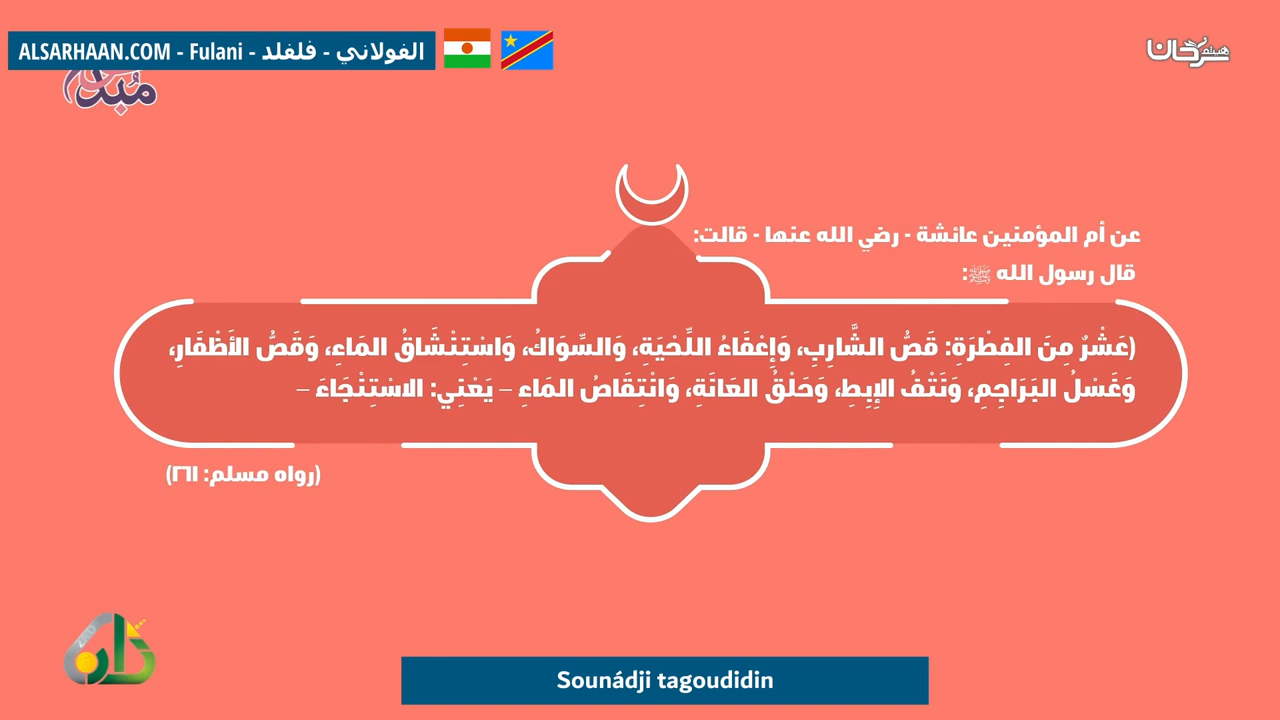 ALSARHAAN.COM - Fulani - الفولاني - فلفلد
هيثم سرحان
عن أم المؤمنين عائشة - رضي الله عنها - قالت:
قال رسول الله ﷺ:
(عَشْرٌ مِنَ الفِطْرَةِ: قَصُّ الشَّارِبِ، وَإِعْفَاءُ اللِّحْيَةِ، وَالسِّوَاكُ، وَاسْتِنْشَاقُ المَاءِ، وَقَصُّ الأَظْفَارِ،
وَغَسْلُ البَرَاجِمِ، وَنَتْفُ الإِبِطِ، وَحَلْقُ العَانَةِ، وَانْتِقَاصُ المَاءِ – يَعْنِي: الاسْتِنْجَاءَ –
(رواه مسلم: ٢٦١)
Sounádji tagoudidin